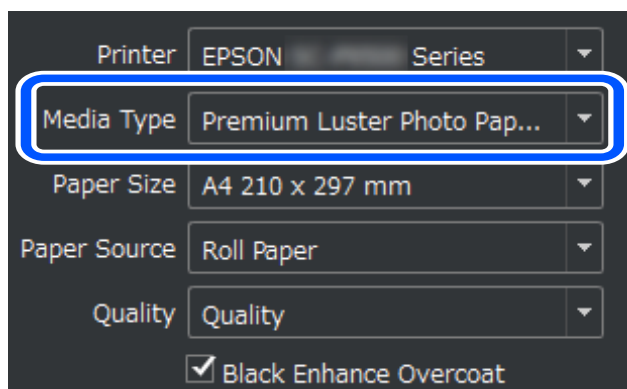 Printer EPSON Series
Media Type Premium Luster Photo Pap...
Paper Size A4 210 x 297 mm
Paper Source Roll Paper
Quality Quality
Black Enhance Overcoat